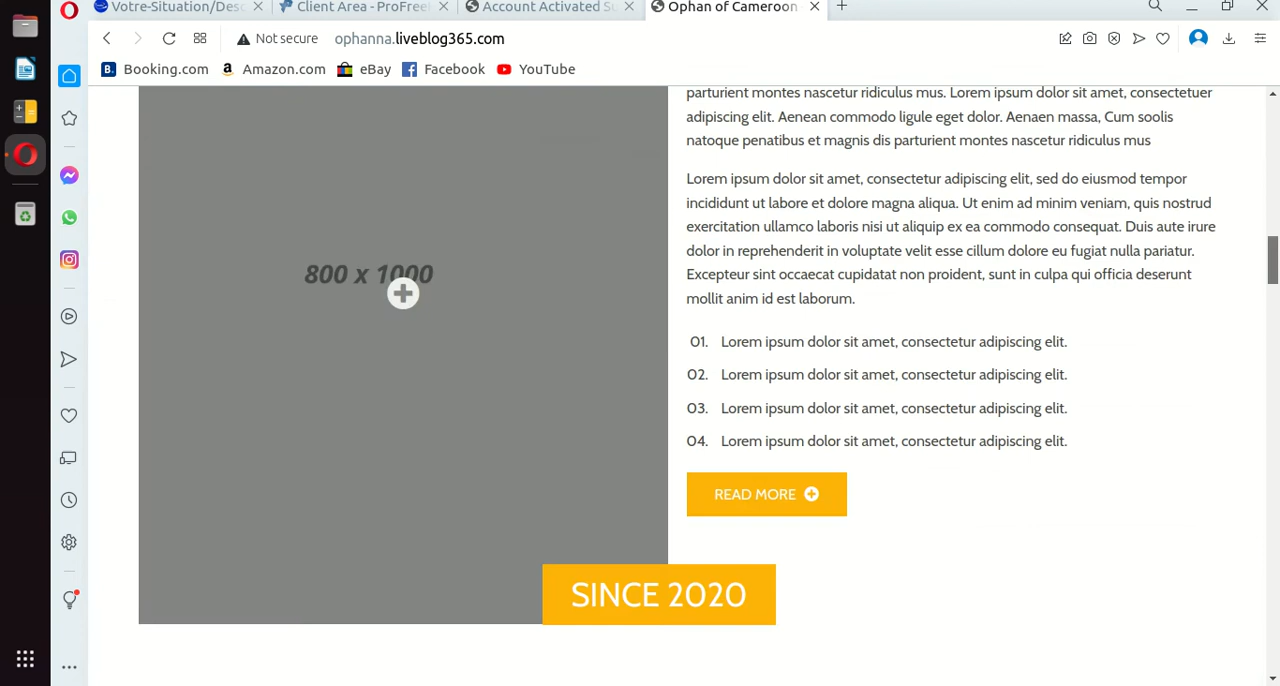 Votre-Situation/Desc
Client Area - ProFreeH
Account Activated Su
Ophan of Cameroon
Not secure
ophanna.liveblog365.com
B. Booking.com
a Amazon.com
eBay
Facebook
YouTube
parturient montes nascetur ridiculus mus. Lorem ipsum dolor sit amet, consectetuer
adipiscing elit. Aenean commodo ligule eget dolor. Aenaen massa, Cum soolis
natoque penatibus et magnis dis parturient montes nascetur ridiculus mus
Lorem ipsum dolor sit amet, consectetur adipiscing elit, sed do eiusmod tempor
incididunt ut labore et dolore magna aliqua. Ut enim ad minim veniam, quis nostrud
exercitation ullamco laboris nisi ut aliquip ex ea commodo consequat. Duis aute irure
dolor in reprehenderit in voluptate velit esse cillum dolore eu fugiat nulla pariatur.
Excepteur sint occaecat cupidatat non proident, sunt in culpa qui officia deserunt
mollit anim id est laborum.
800 x 1000
01. Lorem ipsum dolor sit amet, consectetur adipiscing elit.
02. Lorem ipsum dolor sit amet, consectetur adipiscing elit.
03. Lorem ipsum dolor sit amet, consectetur adipiscing elit.
04. Lorem ipsum dolor sit amet, consectetur adipiscing elit.
READ MORE
SINCE 2020